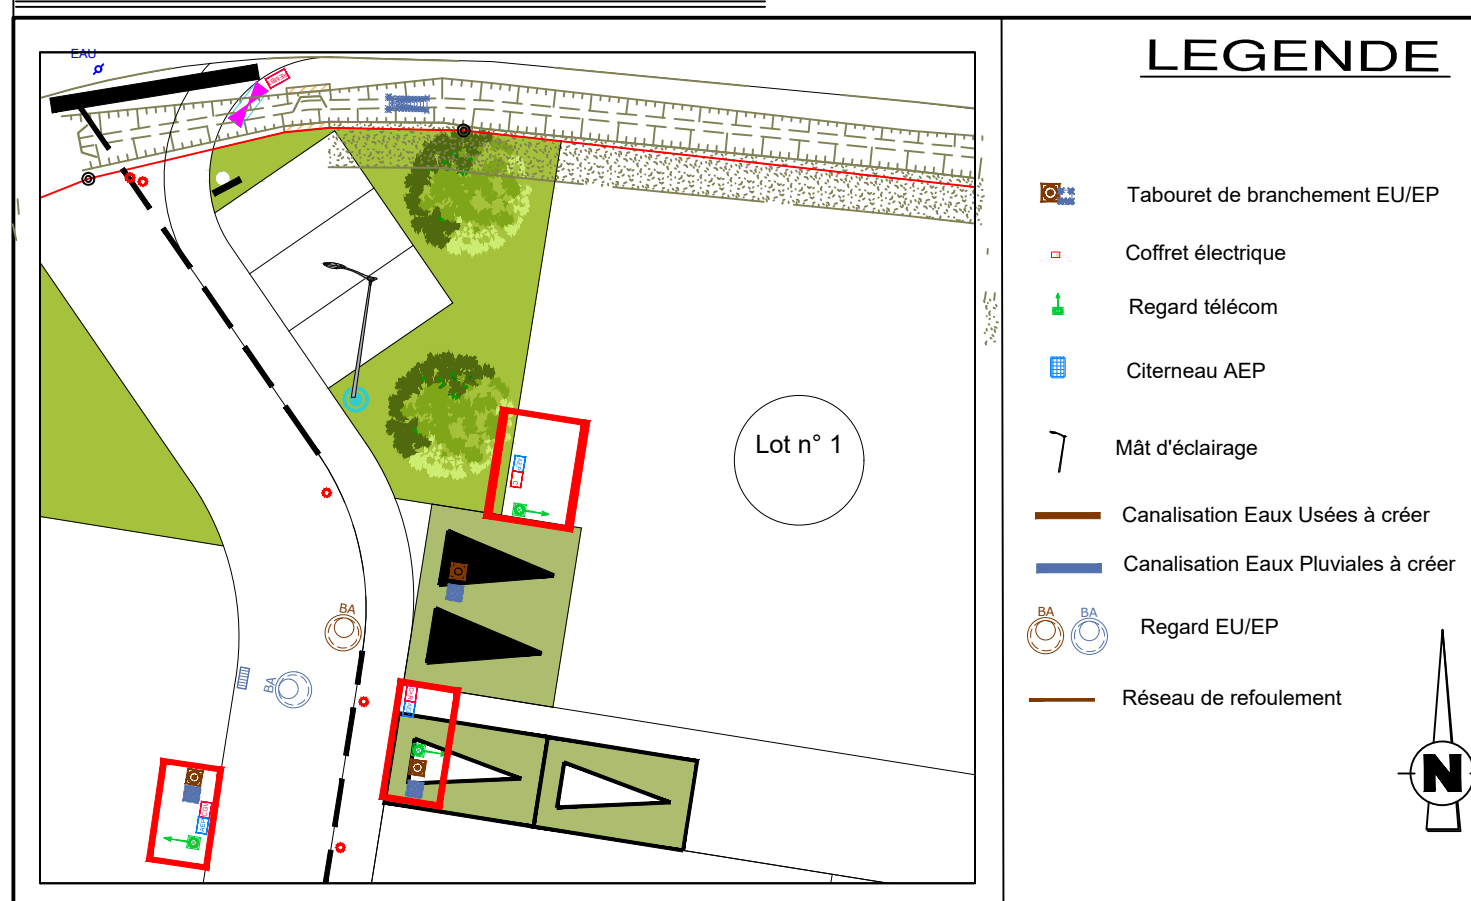 EAU
LEGENDE
Tabouret de branchement EU/EP
Coffret électrique
Regard télécom
Citerneau AEP
Lot n° 1
Mât d'éclairage
Canalisation Eaux Usées à créer
Canalisation Eaux Pluviales à créer
BA
BA
BA
Regard EU/EP
BA
Réseau de refoulement
N
AEP